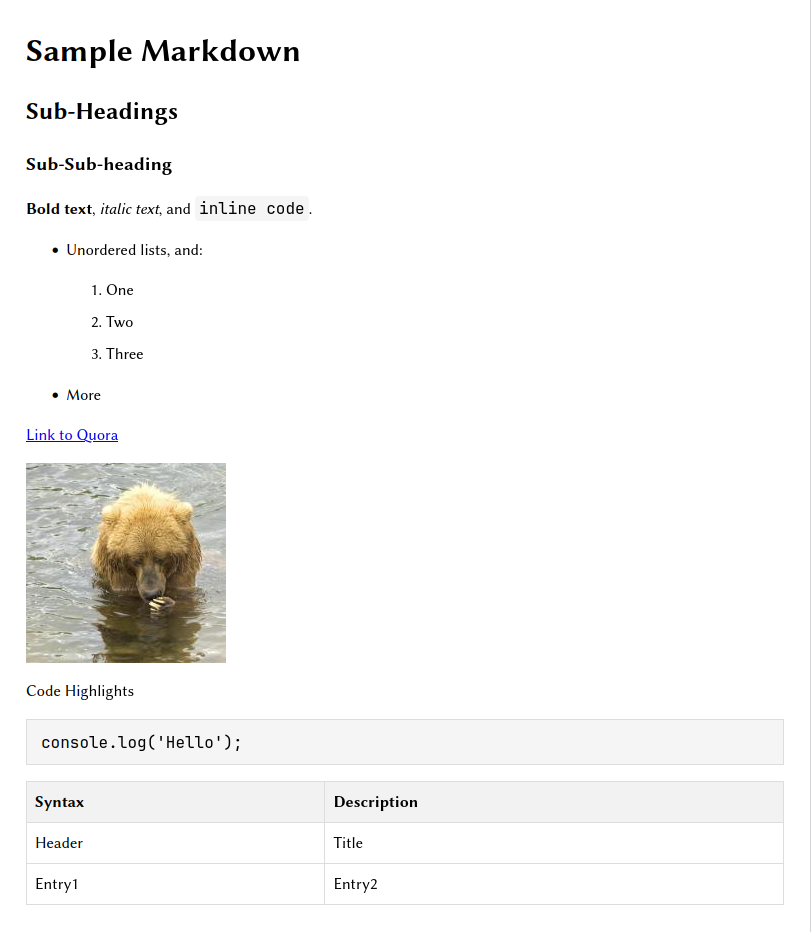 Sample Markdown
Sub-Headings
Sub-Sub-heading
Bold text, italic text, and inline code.
• Unordered lists, and:
1. One
2. Two
3. Three
• More
Link to Quora
Code Highlights
console.log('Hello');
Syntax Description
Header Title
Entry1 Entry2